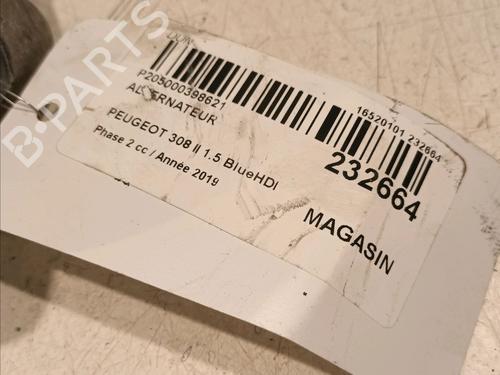 B-PARTS
P205000398621
ALTERNATEUR
16520101 232664
232664
PEUGEOT 308 II 1.5 BlueHDI
Phase 2 cc / Année 2019
MAGASIN